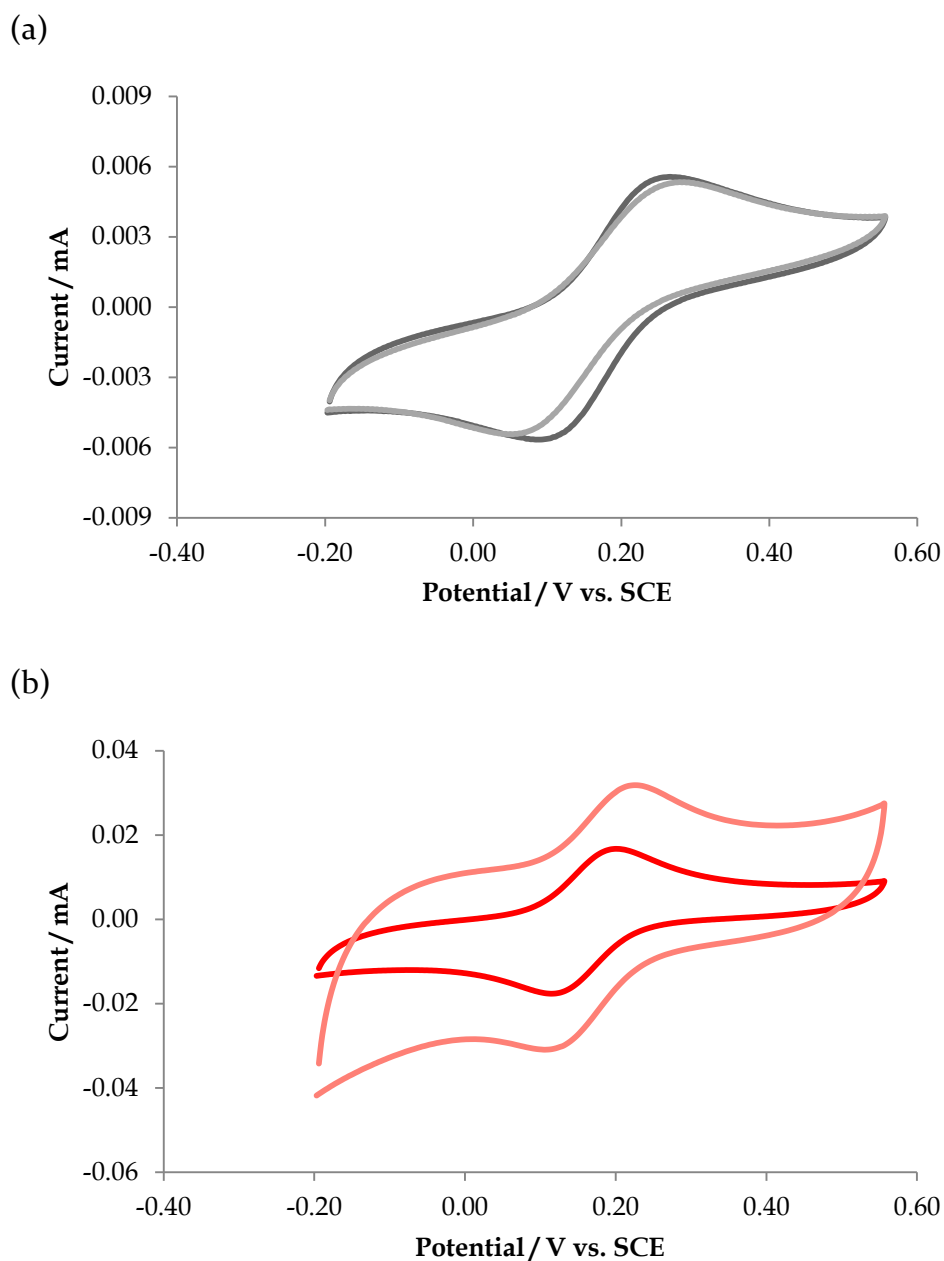 (a)
0.009
0.006
0.003
0.000
-0.003
-0.006
-0.009
Current / mA
-0.40 -0.20 0.00 0.20 0.40 0.60
Potential / V vs. SCE
(b)
0.04
0.02
0.00
-0.02
-0.04
-0.06
Current / mA
-0.40 -0.20 0.00 0.20 0.40 0.60
Potential / V vs. SCE